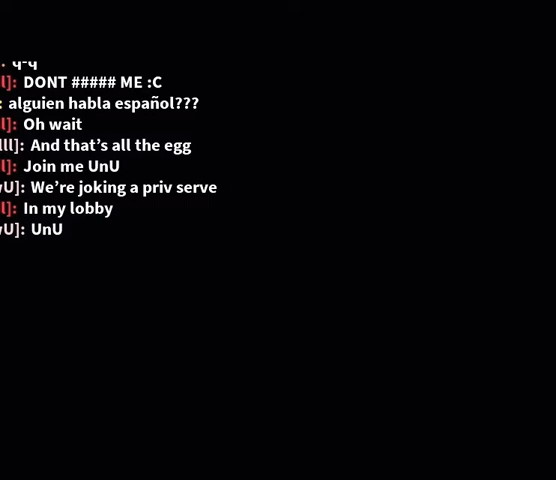 l]: DONT ##### ME :C
: alguien habla español???
l]: Oh wait
lll]: And that's all the egg
l]: Join me UnU
U]: We're joking a priv serve
l]: In my lobby
U]: UnU